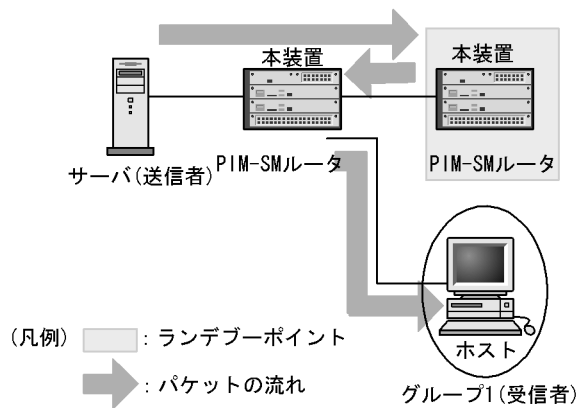 本装置
本装置
サーバ(送信者)
PIM-SMルータ
PIM-SMルータ
(凡例)
:ランデブーポイント
:パケットの流れ
ホスト
グループ1(受信者)